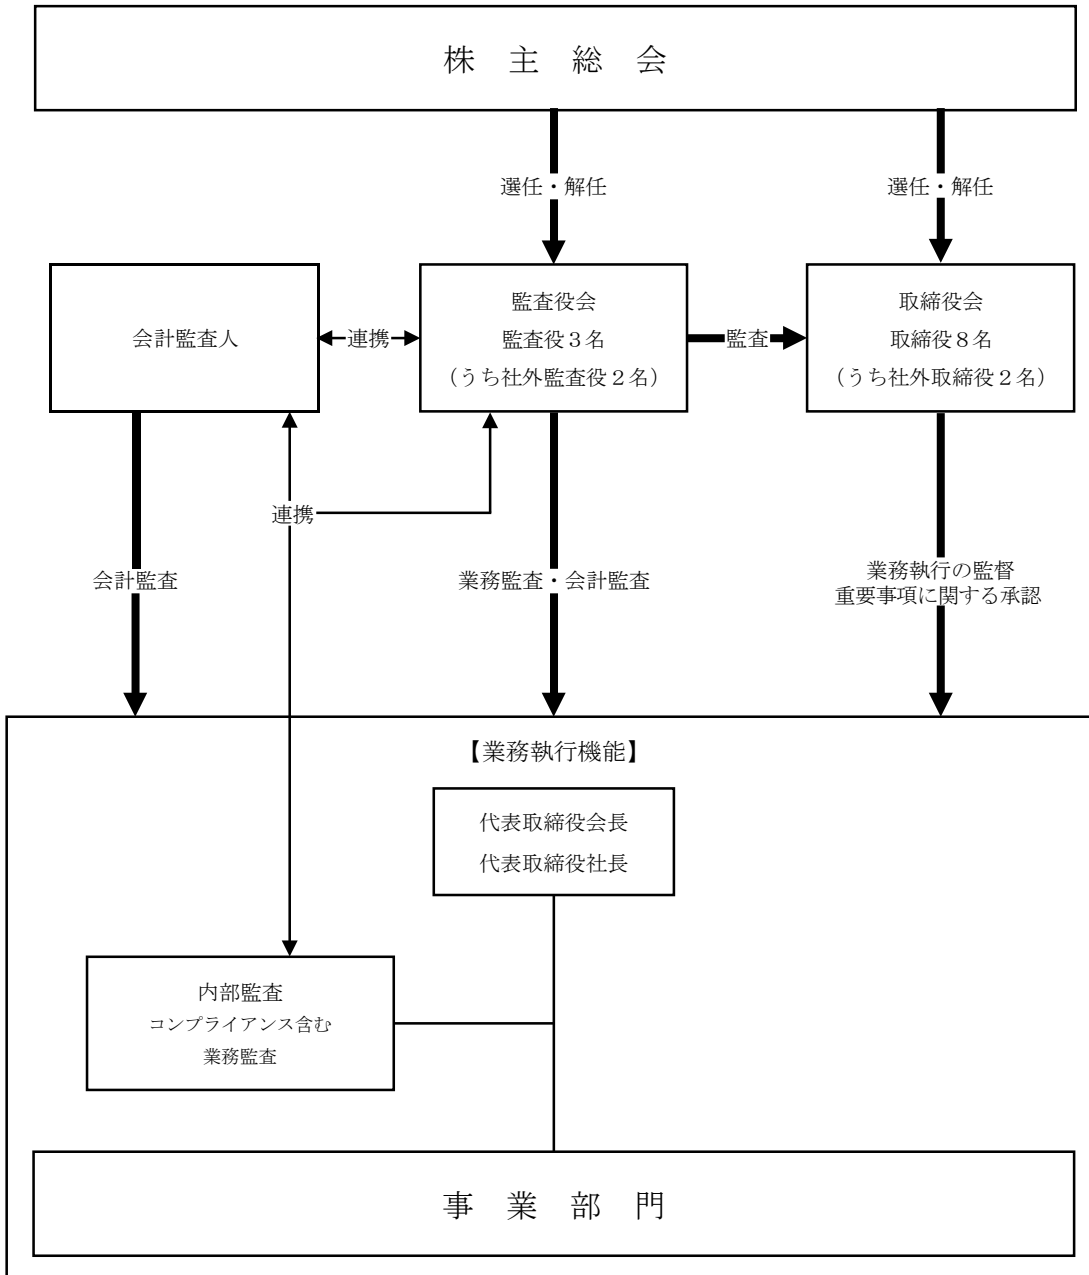 株主総会
選任・解任
選任・解任
会計監査人
連携
監査役会
監査役3名
（うち社外監査役2名）
監査
取締役会
取締役8名
（うち社外取締役2名）
連携
会計監査
業務監査・会計監査
業務執行の監督
重要事項に関する承認
【業務執行機能】
代表取締役会長
代表取締役社長
内部監査
コンプライアンス含む
業務監査
事業部門